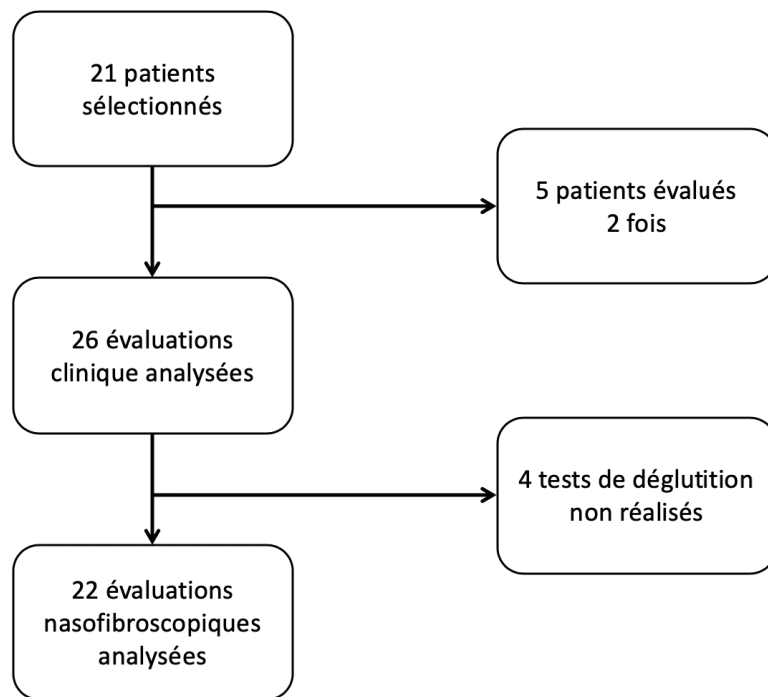 21 patients
sélectionnés
5 patients évalués
2 fois
26 évaluations
clinique analysées
4 tests de déglutition
non réalisés
22 évaluations
nasofibroscopiques
analysées